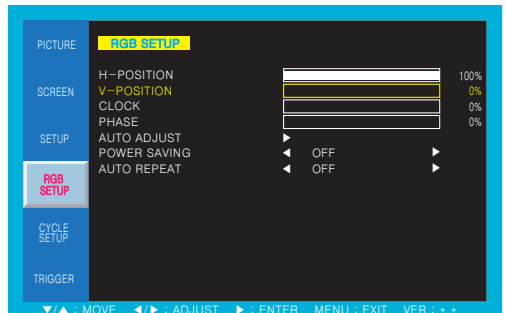 PICTURE
SCREEN
SETUP
RGB
SETUP
CYCLE
SETUP
TRIGGER
RGB SETUP
H-POSITION 100%
V-POSITION 0%
CLOCK 0%
PHASE 0%
AUTO ADJUST ▶
POWER SAVING ◀ OFF ▶
AUTO REPEAT ◀ OFF ▶
▼/▲ : MOVE ◀/▶ : ADJUST ▶ : ENTER MENU : EXIT VER : * *